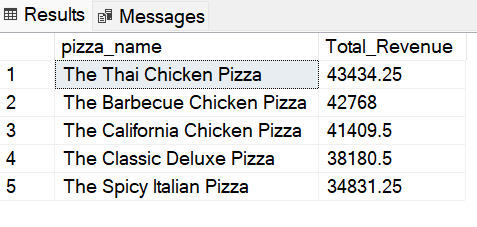 Results Messages
pizza_name Total_Revenue
1 The Thai Chicken Pizza 43434.25
2 The Barbecue Chicken Pizza 42768
3 The California Chicken Pizza 41409.5
4 The Classic Deluxe Pizza 38180.5
5 The Spicy Italian Pizza 34831.25